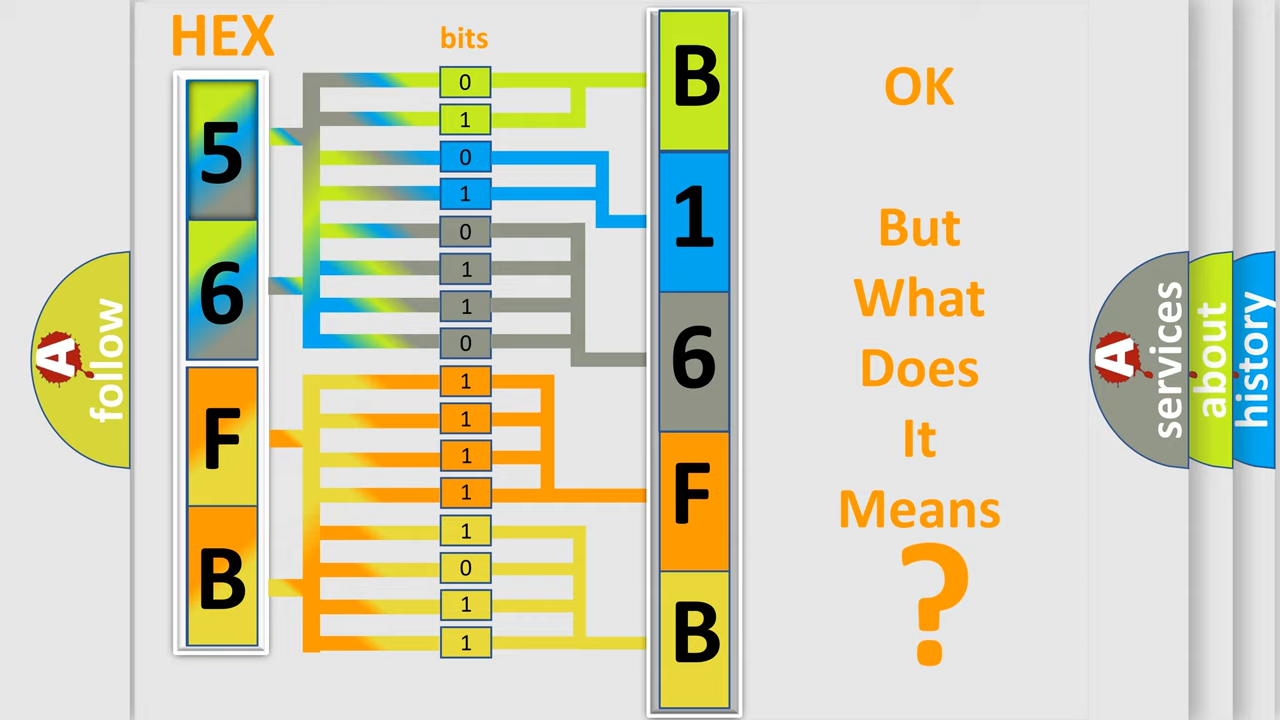 HEX
bits
5
6
F
B
0
1
0
1
0
1
1
0
1
1
1
1
1
0
1
1
B
1
6
F
B
OK
But
What
Does
It
Means
?
A
follow
A
services
about
history